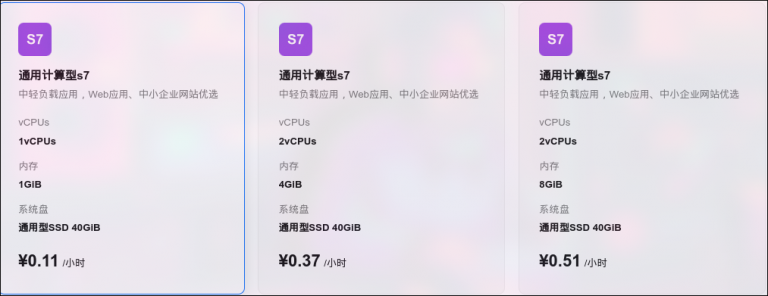 S7
通用计算型s7
中轻负载应用，Web应用、中小企业网站优选
vCPUs
1vCPUs
内存
1GiB
系统盘
通用型SSD 40GiB
¥0.11 /小时
S7
通用计算型s7
中轻负载应用，Web应用、中小企业网站优选
vCPUs
2vCPUs
内存
4GiB
系统盘
通用型SSD 40GiB
¥0.37 /小时
S7
通用计算型s7
中轻负载应用，Web应用、中小企业网站优选
vCPUs
2vCPUs
内存
8GiB
系统盘
通用型SSD 40GiB
¥0.51 /小时